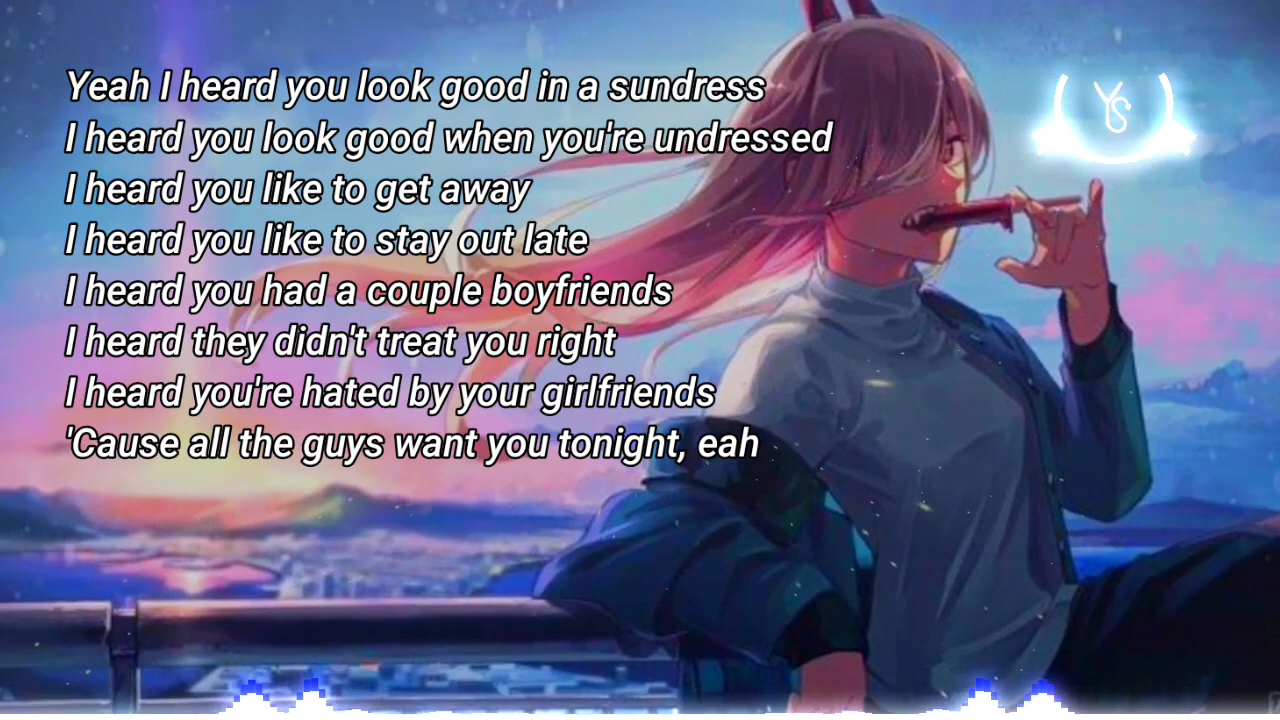 Yeah I heard you look good in a sundress
I heard you look good when you're undressed
I heard you like to get away
I heard you like to stay out late
I heard you had a couple boyfriends
I heard they didn't treat you right
I heard you're hated by your girlfriends
'Cause all the guys want you tonight, eah
YS